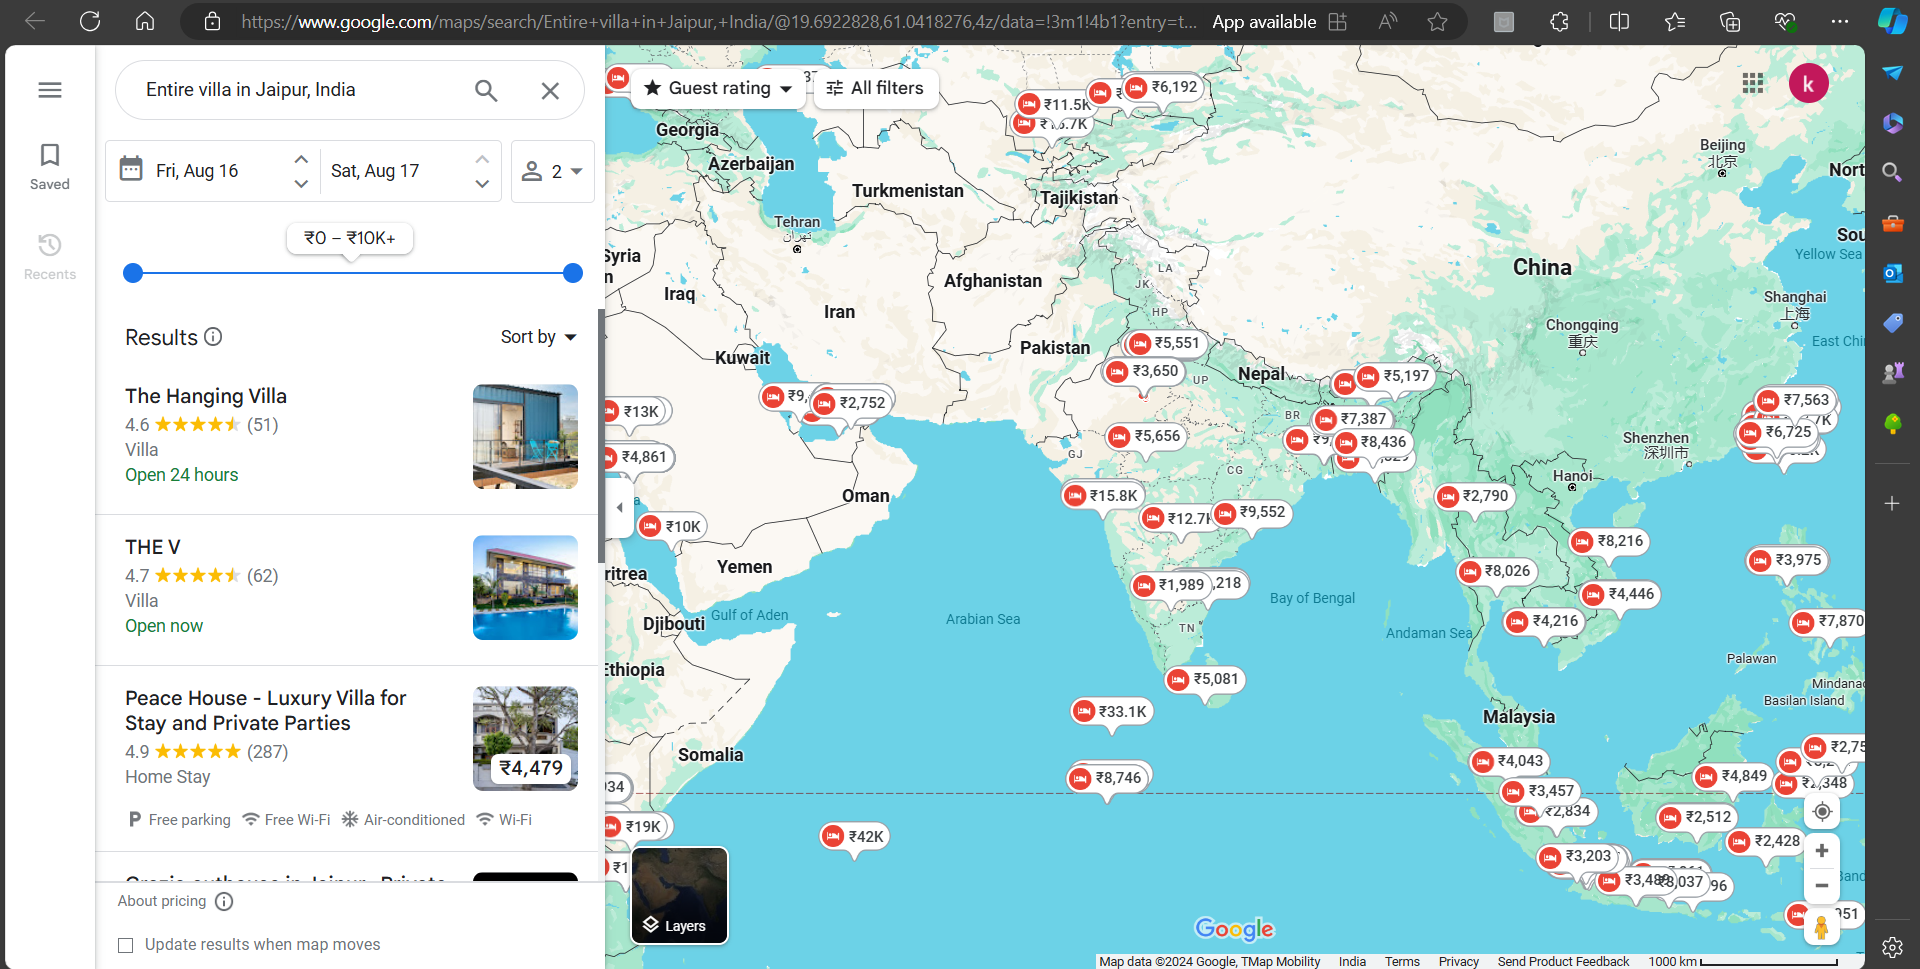 https://www.google.com/maps/search/Entire+villa+in+Jaipur,+India/@19.6922828,61.0418276,4z/data=!3m1!4b1?entry=t...
App available
Entire villa in Jaipur, India
Saved
Recents
Fri, Aug 16
Sat, Aug 17
2
₹0 – ₹10K+
Results
Sort by
The Hanging Villa
4.6 (51)
Villa
Open 24 hours
THE V
4.7 (62)
Villa
Open now
Peace House - Luxury Villa for
Stay and Private Parties
4.9 (287)
Home Stay
₹4,479
Free parking
Free Wi-Fi
Air-conditioned
Wi-Fi
About pricing
Update results when map moves
Guest rating
All filters
k
₹11.5K
₹6,192
Georgia
Azerbaijan
Turkmenistan
Tajikistan
Beijing
北京
Tehran
تهران
Yellow Sea
LA
JK
HP
China
Afghanistan
Iraq
Iran
Shanghai
上海
Chongqing
重庆
Kuwait
Pakistan
₹5,551
₹3,650
UP
Nepal
₹5,197
₹2,752
₹13K
BR
₹7,387
₹7,563
₹5,656
₹8,436
₹6,725
GJ
CG
₹4,861
Shenzhen
深圳市
Hanoi
Oman
₹15.8K
₹2,790
₹9,552
₹10K
₹8,216
Yemen
₹3,975
₹8,026
₹1,989
₹4,446
Bay of Bengal
Gulf of Aden
Djibouti
Arabian Sea
TN
₹4,216
₹7,870
Andaman Sea
Palawan
₹5,081
Basilan Island
₹33.1K
Malaysia
Somalia
₹4,043
₹8,746
₹4,849
₹3,457
₹2,834
₹2,512
₹19K
₹42K
₹2,428
₹3,203
Layers
Google
Map data ©2024 Google, TMap Mobility
India
Terms
Privacy
Send Product Feedback
1000 km